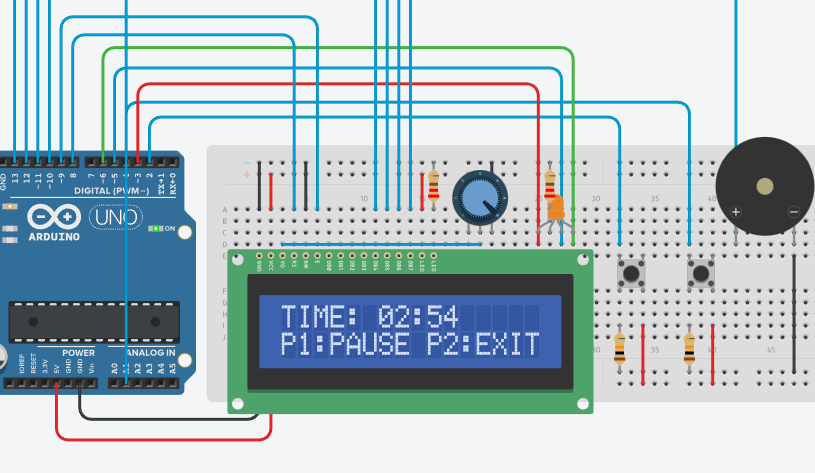 GND 13 12 ~11 ~10 ~9 8 7 ~6 ~5 4 ~3 2 TX→1 RX←0
DIGITAL (PWM~)
UNO
ON
ARDUINO
POWER
ANALOG IN
IOREF RESET 3.3V 5V GND GND Vin A0 A1 A2 A3 A4 A5
10 30 35 40
A
B
C
D
E
F
G
H
I
J
GND VCC V0 RS RW E DB0 DB1 DB2 DB3 DB4 DB5 DB6 DB7 LED LED
TIME: 02:54
P1:PAUSE P2:EXIT
30 35 40 45